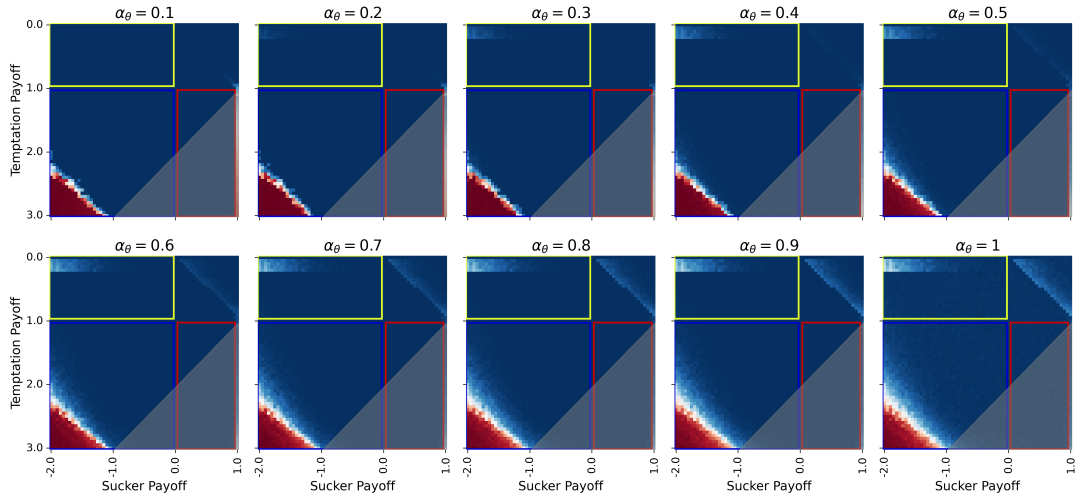 α_θ = 0.1 α_θ = 0.2 α_θ = 0.3 α_θ = 0.4 α_θ = 0.5
Temptation Payoff
0.0
1.0
2.0
3.0
α_θ = 0.6 α_θ = 0.7 α_θ = 0.8 α_θ = 0.9 α_θ = 1
Temptation Payoff
0.0
1.0
2.0
3.0
-2.0 -1.0 0.0 1.0 -2.0 -1.0 0.0 1.0 -2.0 -1.0 0.0 1.0 -2.0 -1.0 0.0 1.0 -2.0 -1.0 0.0 1.0
Sucker Payoff Sucker Payoff Sucker Payoff Sucker Payoff Sucker Payoff